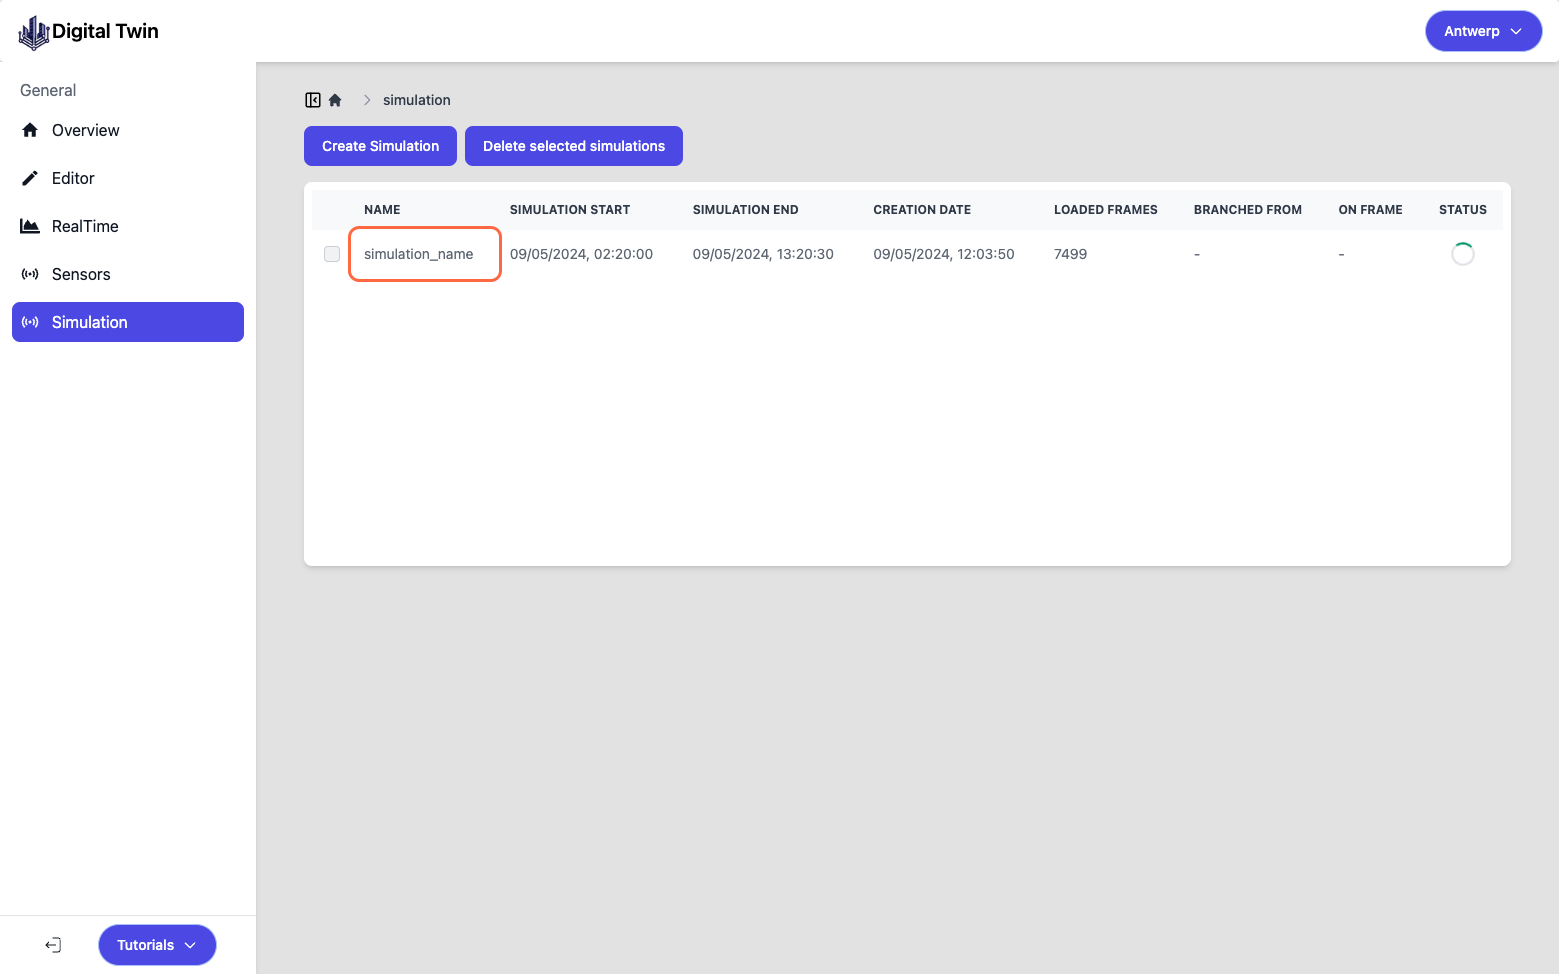 Digital Twin
Antwerp
General
Overview
Editor
RealTime
Sensors
Simulation
simulation
Create Simulation
Delete selected simulations
NAME SIMULATION START SIMULATION END CREATION DATE LOADED FRAMES BRANCHED FROM ON FRAME STATUS
simulation_name 09/05/2024, 02:20:00 09/05/2024, 13:20:30 09/05/2024, 12:03:50 7499 - -
Tutorials